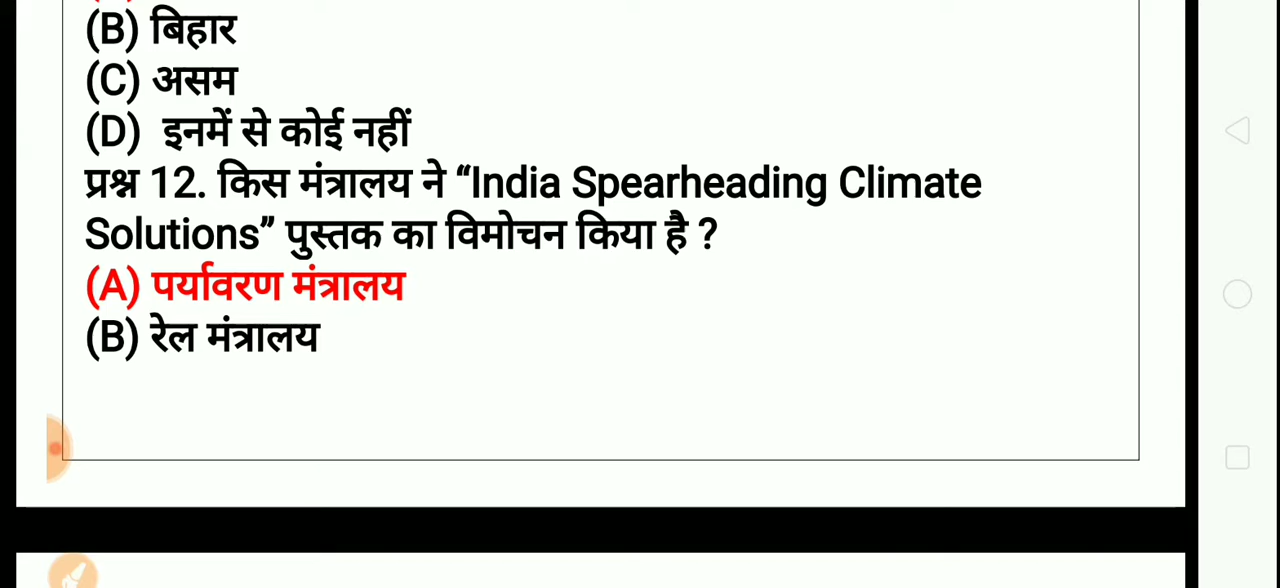 (B) बिहार
(C) असम
(D) इनमें से कोई नहीं
प्रश्न 12. किस मंत्रालय ने “India Spearheading Climate
Solutions” पुस्तक का विमोचन किया है ?
(A) पर्यावरण मंत्रालय
(B) रेल मंत्रालय